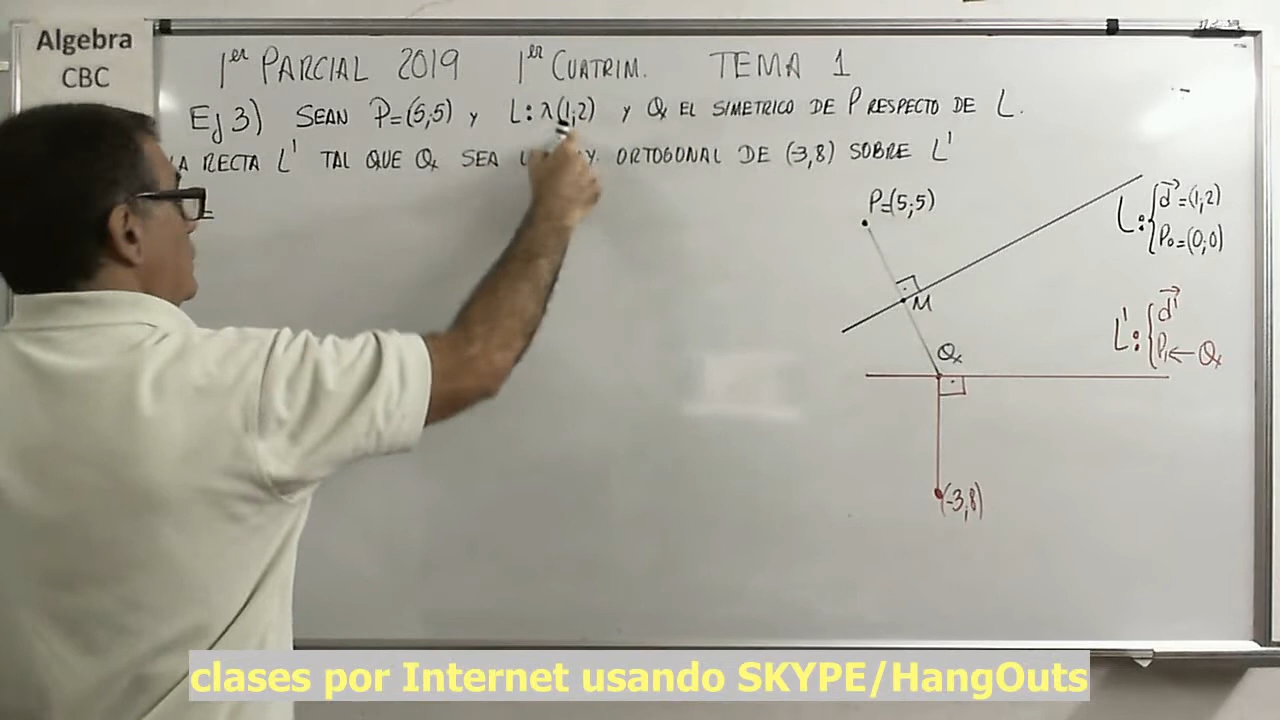 Algebra
CBC
1er PARCIAL 2019 1er CUATRIM. TEMA 1
Ej 3) SEAN P=(5,5) y L: λ(1,2) y Q EL SIMETRICO DE P RESPECTO DE L.
LA RECTA L' TAL QUE Q SEA ORTOGONAL DE (-3,8) SOBRE L'
=
P=(5,5)
L: { d=(1,2)
P0=(0,0)
M
L': { d'
P1 ← Q
Q
(-3,8)
clases por Internet usando SKYPE/HangOuts